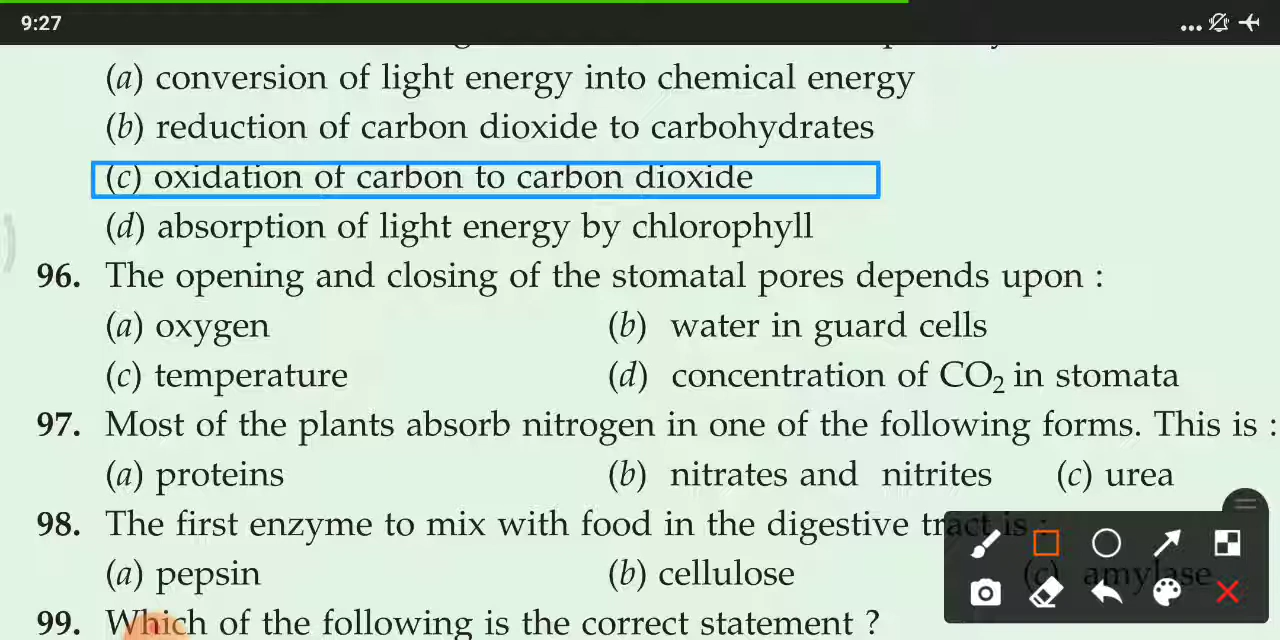 9:27
(a) conversion of light energy into chemical energy
(b) reduction of carbon dioxide to carbohydrates
(c) oxidation of carbon to carbon dioxide
(d) absorption of light energy by chlorophyll
96. The opening and closing of the stomatal pores depends upon :
(a) oxygen (b) water in guard cells
(c) temperature (d) concentration of CO₂ in stomata
97. Most of the plants absorb nitrogen in one of the following forms. This is :
(a) proteins (b) nitrates and nitrites (c) urea
98. The first enzyme to mix with food in the digestive tract is :
(a) pepsin (b) cellulose (c) amylase
99. Which of the following is the correct statement ?